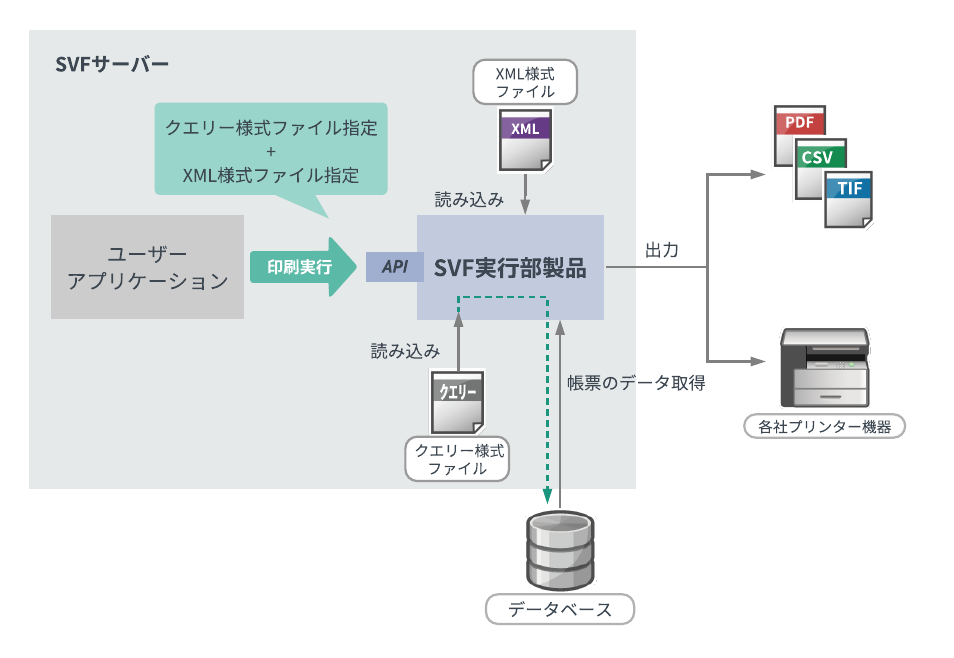 SVFサーバー
XML様式
ファイル
クエリー様式ファイル指定
+
XML様式ファイル指定
XML
読み込み
PDF
CSV
TIF
ユーザー
アプリケーション
印刷実行
API
SVF実行部製品
出力
読み込み
クエリー
帳票のデータ取得
クエリー様式
ファイル
各社プリンター機器
データベース